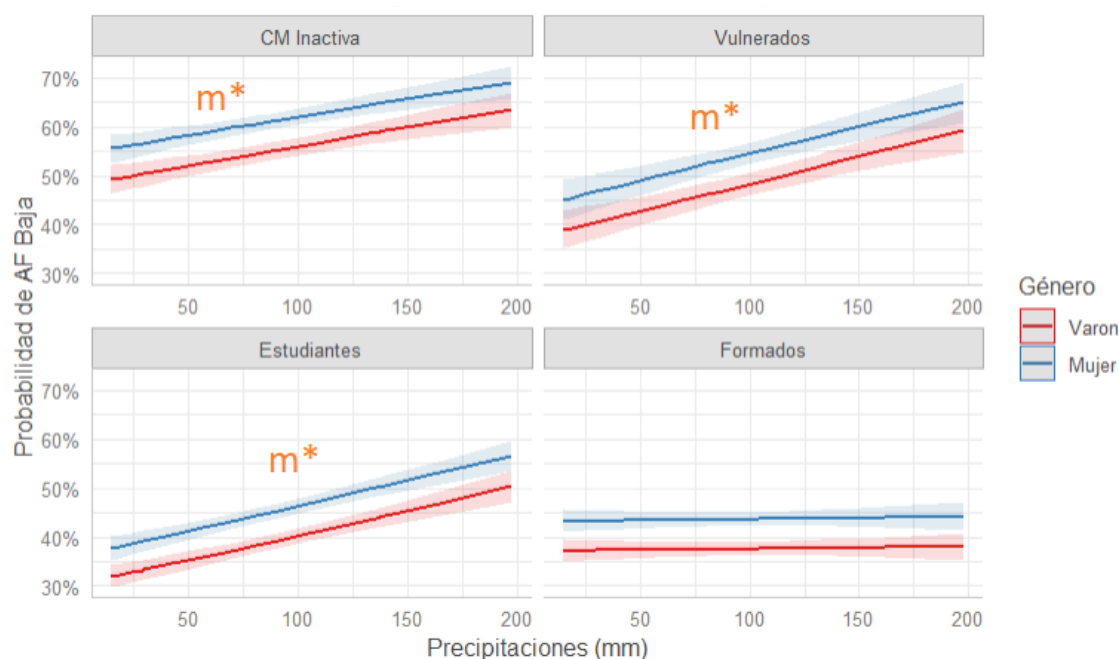 CM Inactiva
Vulnerados
70%
60%
50%
40%
30%
m*
m*
50
100
150
200
50
100
150
200
Estudiantes
Formados
70%
60%
50%
40%
30%
m*
50
100
150
200
50
100
150
200
Probabilidad de AF Baja
Precipitaciones (mm)
Género
Varon
Mujer